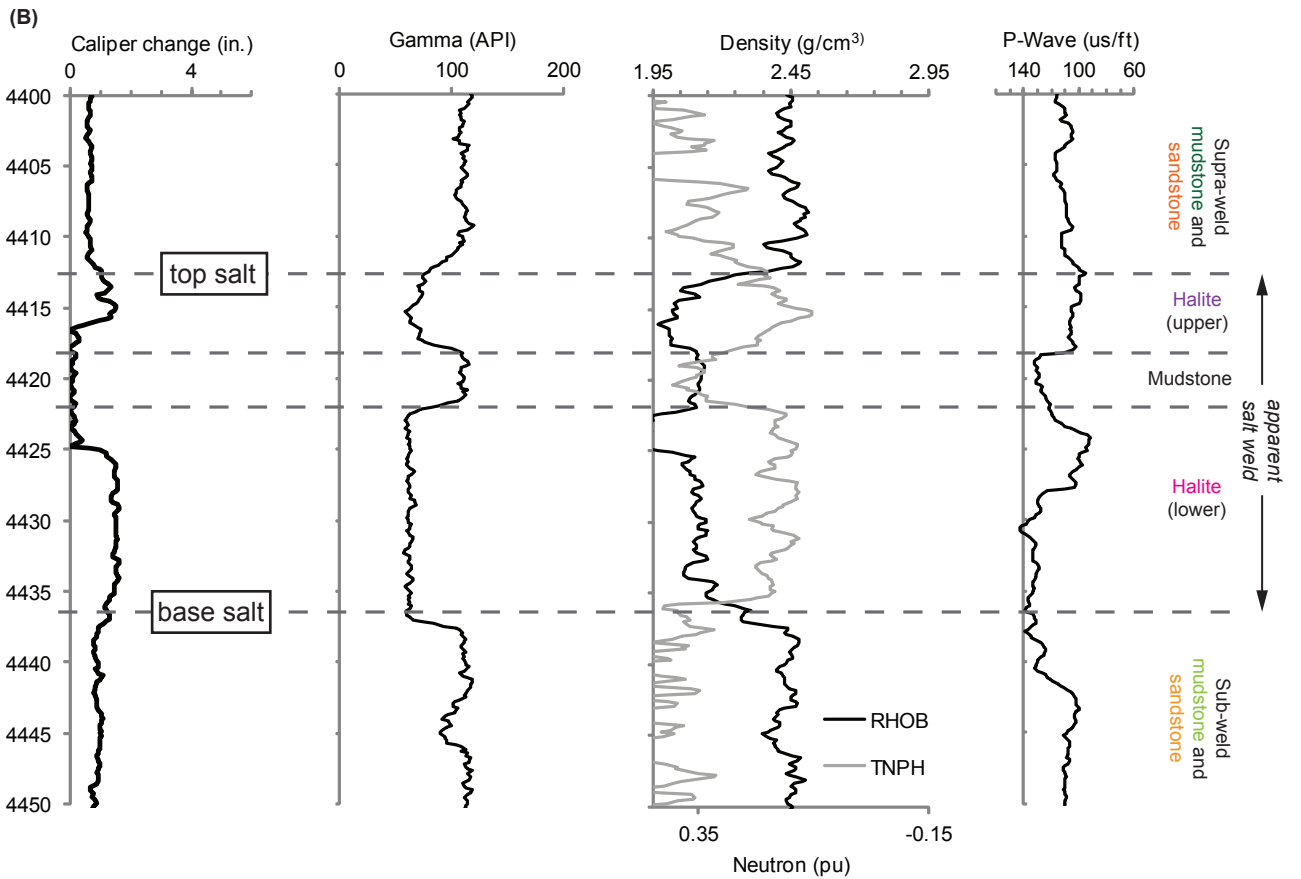 (B)
Caliper change (in.)
0
4
Gamma (API)
0
100
200
Density (g/cm³)
1.95
2.45
2.95
P-Wave (us/ft)
140
100
60
4400
4405
4410
4415
4420
4425
4430
4435
4440
4445
4450
top salt
base salt
RHOB
TNPH
0.35
-0.15
Neutron (pu)
Supra-weld
mudstone and
sandstone
Halite
(upper)
Mudstone
Halite
(lower)
apparent
salt weld
Sub-weld
mudstone and
sandstone